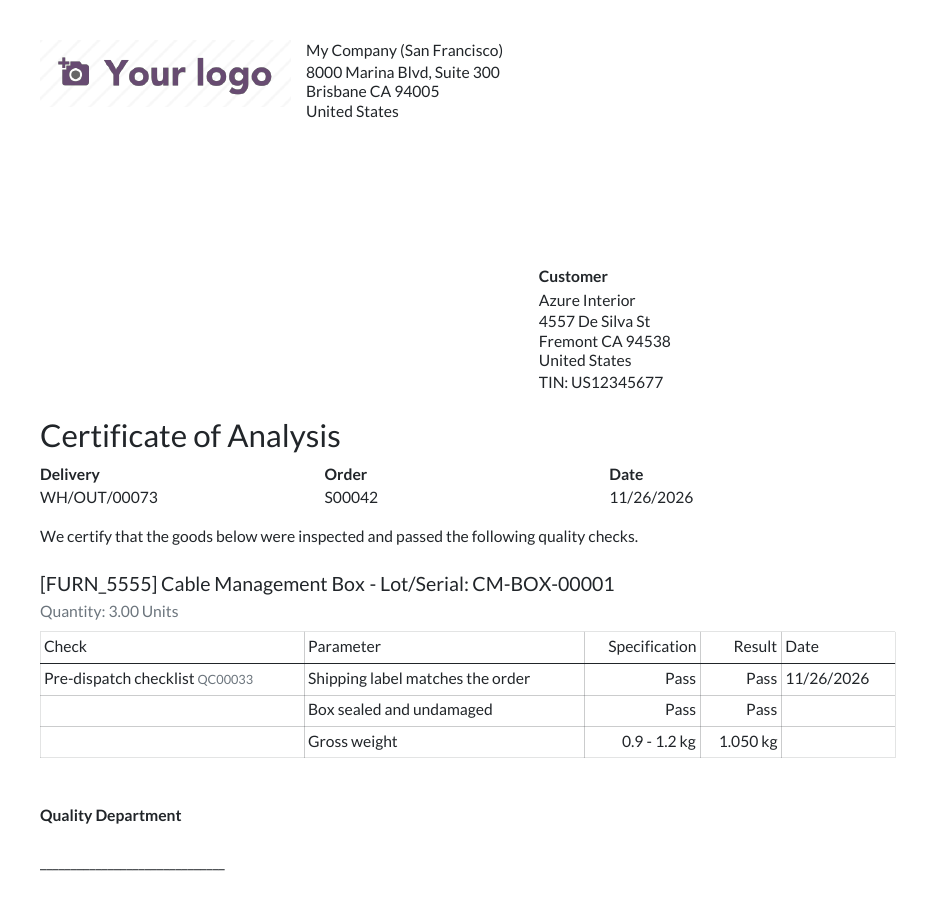 Your logo
My Company (San Francisco)
8000 Marina Blvd, Suite 300
Brisbane CA 94005
United States
Customer
Azure Interior
4557 De Silva St
Fremont CA 94538
United States
TIN: US12345677
Certificate of Analysis
Delivery Order Date
WH/OUT/00073 S00042 11/26/2026
We certify that the goods below were inspected and passed the following quality checks.
[FURN_5555] Cable Management Box - Lot/Serial: CM-BOX-00001
Quantity: 3.00 Units
Check Parameter Specification Result Date
Pre-dispatch checklist QC00033 Shipping label matches the order Pass Pass 11/26/2026
Box sealed and undamaged Pass Pass
Gross weight 0.9 - 1.2 kg 1.050 kg
Quality Department